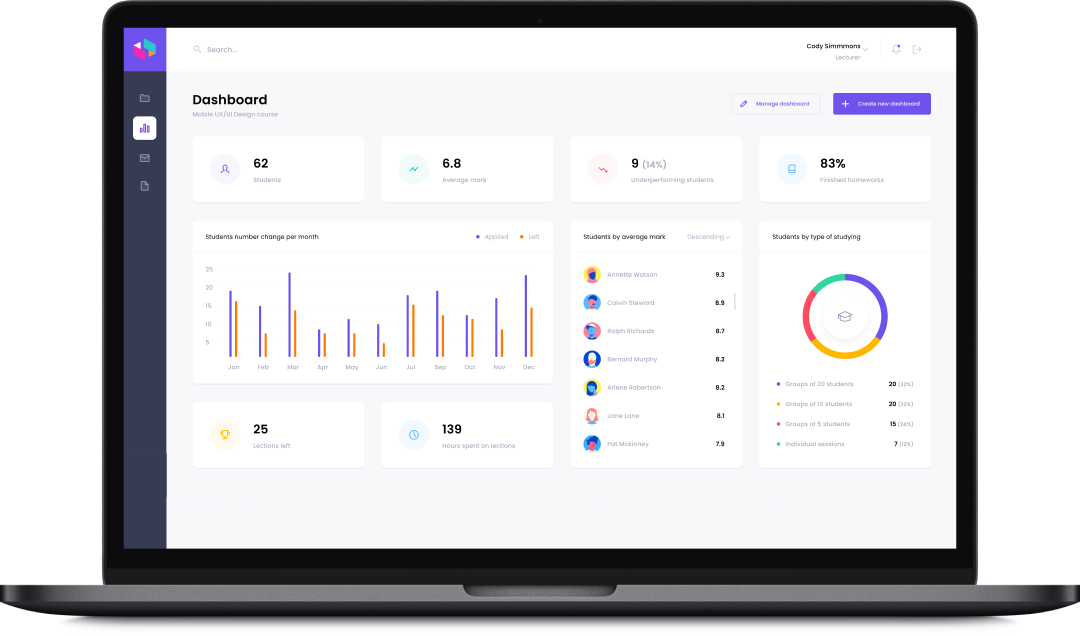 Search...
Cody Simmmons
Lecturer
Dashboard
Mobile UX/UI Design course
Manage dashboard
Create new dashboard
62
Students
6.8
Average mark
9 (14%)
Underperforming students
83%
Finished homeworks
Students number change per month
Applied
Left
25
20
15
10
5
Jan Feb Mar Apr May Jun Jul Sep Oct Nov Dec
25
Lections left
139
Hours spent on lections
Students by average mark
Descending
Annette Watson 9.3
Calvin Steward 8.9
Ralph Richards 8.7
Bernard Murphy 8.2
Arlene Robertson 8.2
Jane Lane 8.1
Pat Mckinney 7.9
Students by type of studying
Groups of 20 students 20 (32%)
Groups of 10 students 20 (32%)
Groups of 5 students 15 (24%)
Individual sessions 7 (12%)